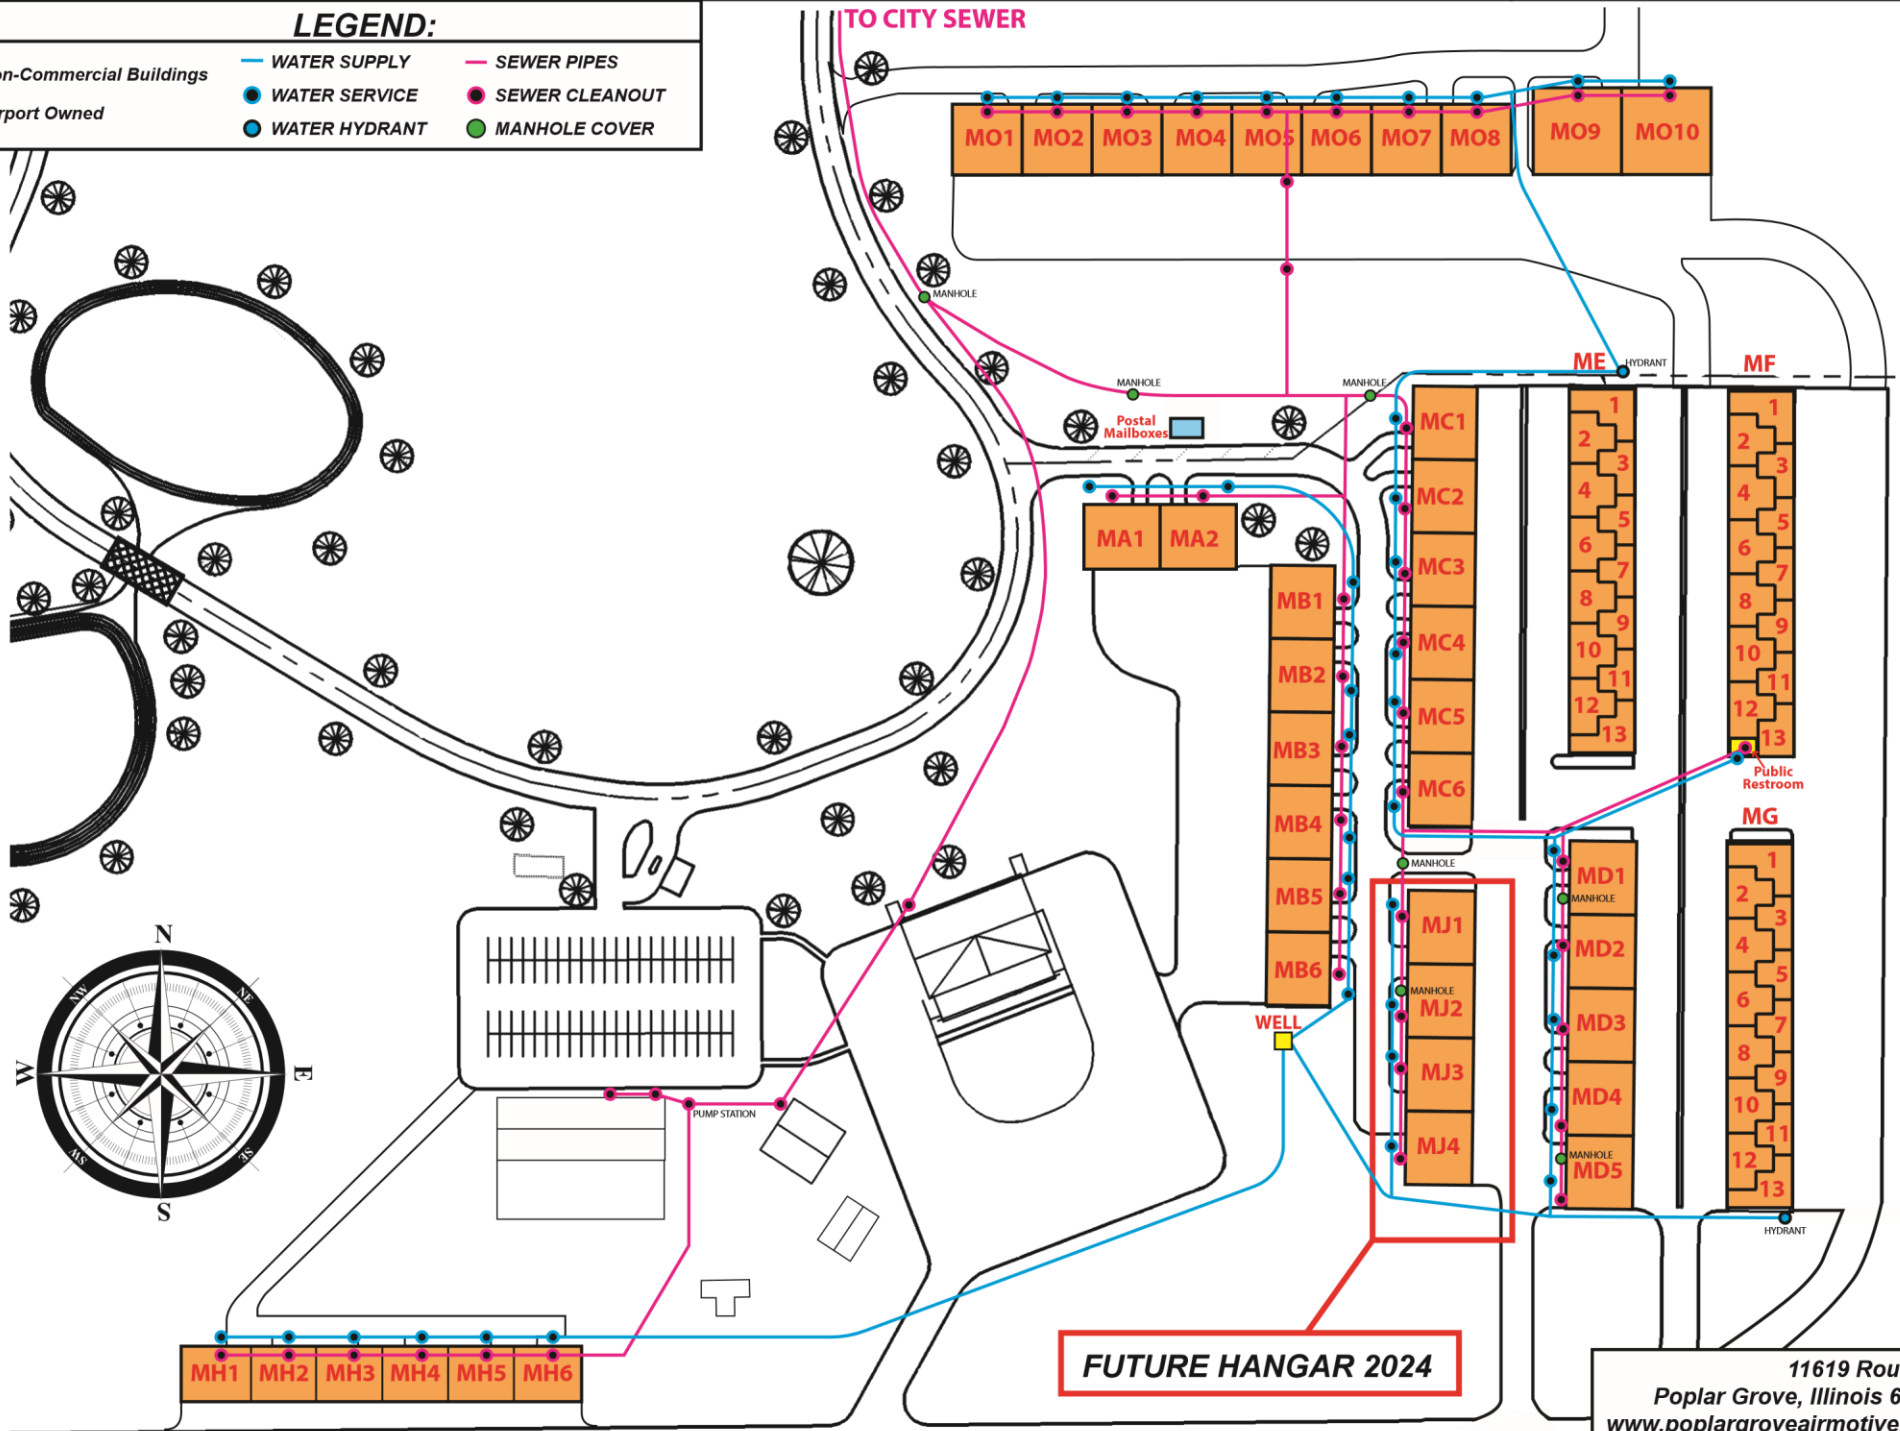 LEGEND:
on-Commercial Buildings
rport Owned
WATER SUPPLY
WATER SERVICE
WATER HYDRANT
SEWER PIPES
SEWER CLEANOUT
MANHOLE COVER
TO CITY SEWER
MO1 MO2 MO3 MO4 MO5 MO6 MO7 MO8 MO9 MO10
MANHOLE
MANHOLE
MANHOLE
HYDRANT
ME
MF
Postal
Mailboxes
MA1 MA2
MB1
MB2
MB3
MB4
MB5
MB6
MC1
MC2
MC3
MC4
MC5
MC6
1
2
3
4
5
6
7
8
9
10
11
12
13
1
2
3
4
5
6
7
8
9
10
11
12
13
Public
Restroom
MG
1
2
3
4
5
6
7
8
9
10
11
12
13
HYDRANT
MANHOLE
MJ1
MANHOLE
MJ2
MJ3
MJ4
MD1
MANHOLE
MD2
MD3
MD4
MANHOLE
MD5
WELL
PUMP STATION
N
NE
E
SE
S
SW
W
NW
MH1 MH2 MH3 MH4 MH5 MH6
FUTURE HANGAR 2024
11619 Rou
Poplar Grove, Illinois 6
www.poplargroveairmotive